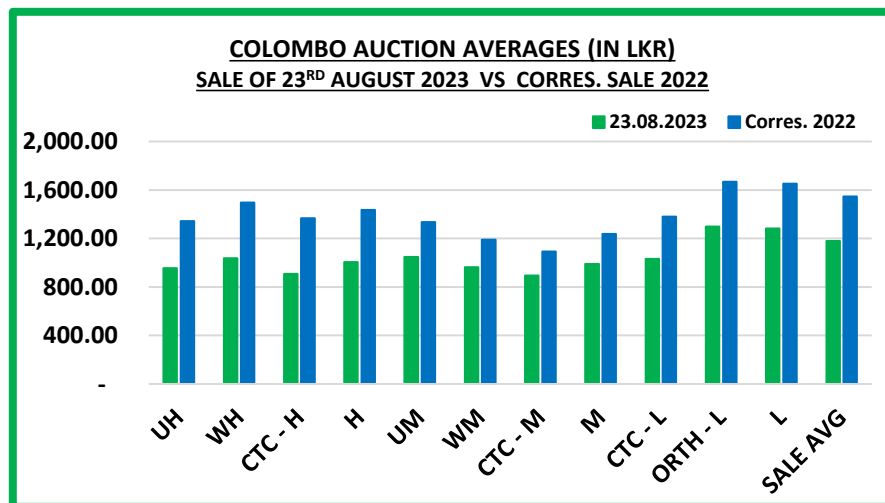 COLOMBO AUCTION AVERAGES (IN LKR)
SALE OF 23RD AUGUST 2023 VS CORRES. SALE 2022
23.08.2023 Corres. 2022
2,000.00
1,600.00
1,200.00
800.00
400.00
-
UH WH CTC - H H UM WM CTC - M M CTC - L ORTH - L L SALE AVG